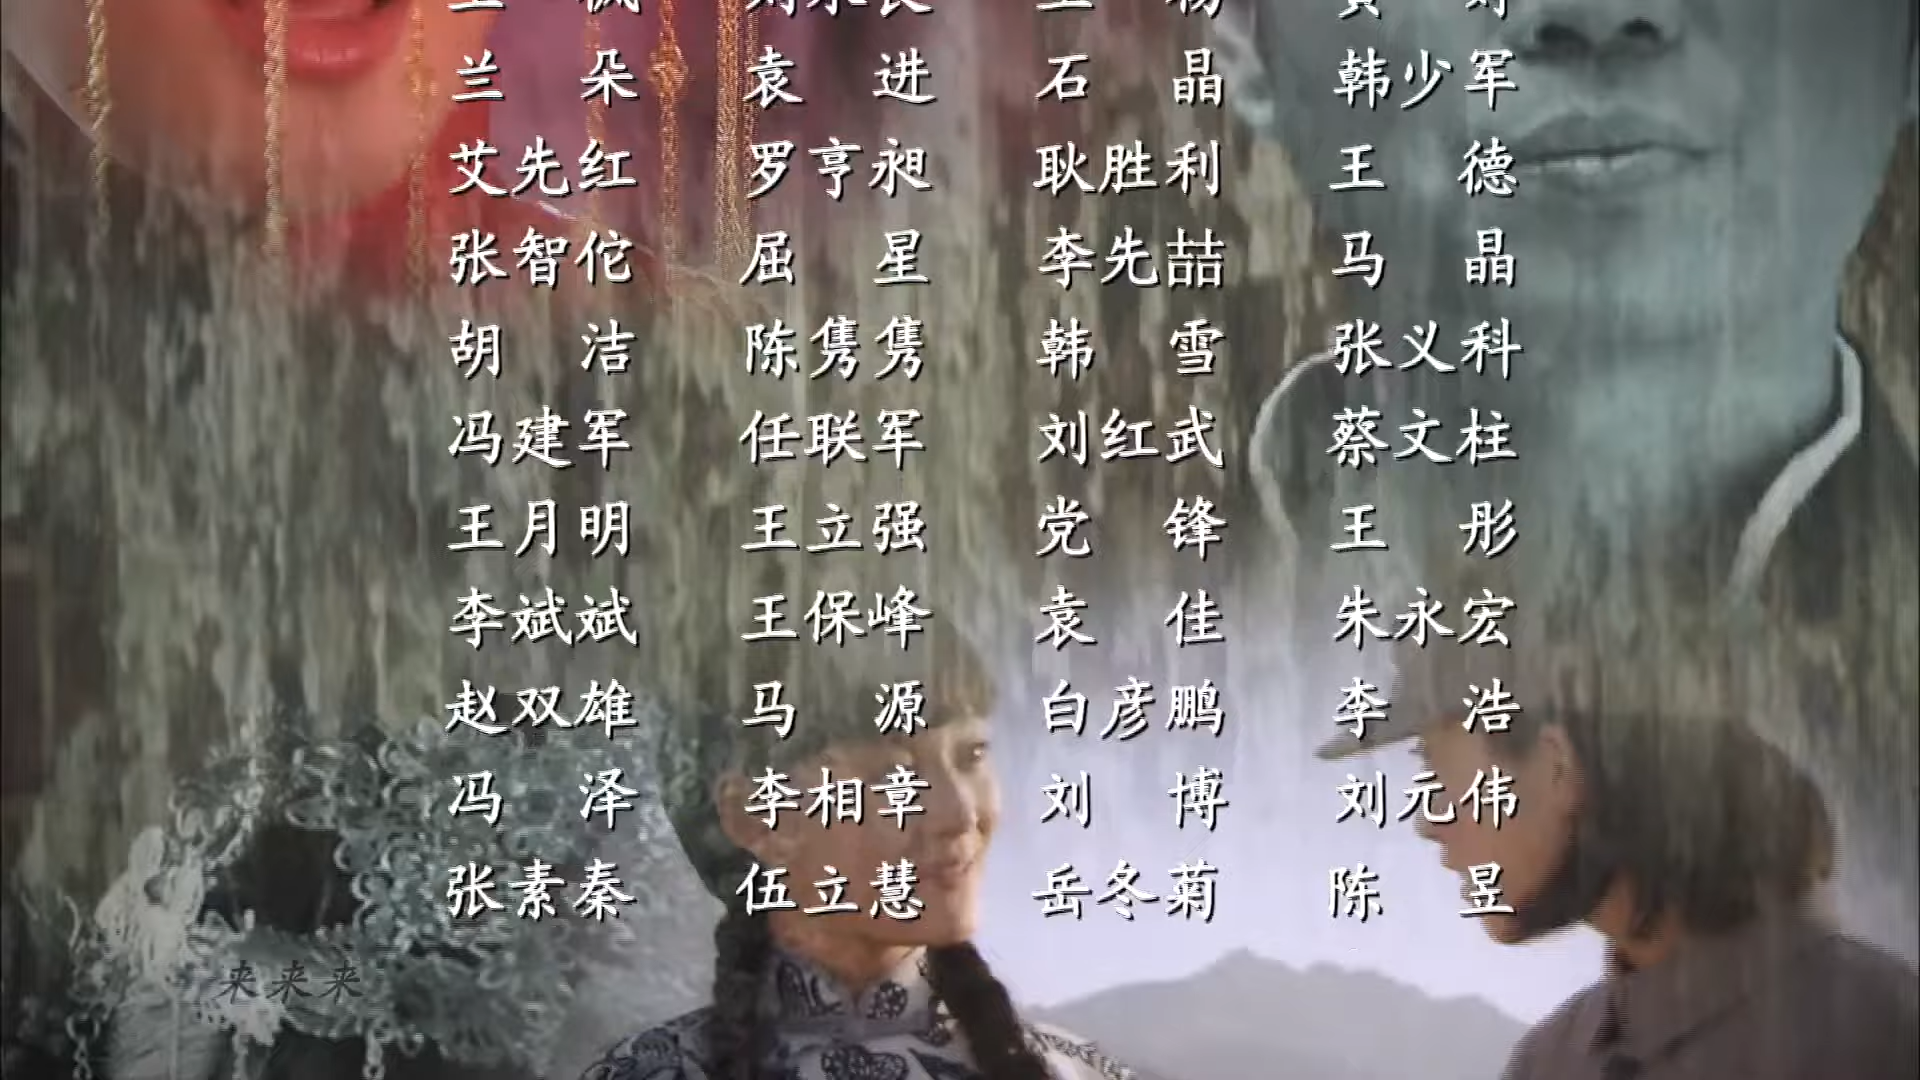 兰朵 袁进 石晶 韩少军
艾先红 罗亨昶 耿胜利 王德
张智佗 屈星 李先喆 马晶
胡洁 陈隽隽 韩雪 张义科
冯建军 任联军 刘红武 蔡文柱
王月明 王立强 党锋 王彤
李斌斌 王保峰 袁佳 朱永宏
赵双雄 马源 白彦鹏 李浩
冯泽 李相章 刘博 刘元伟
张素秦 伍立慧 岳冬菊 陈昱
来来来